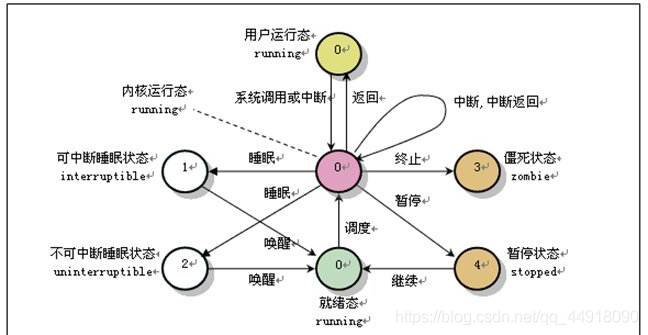 用户运行态
running
0
内核运行态
running
系统调用或中断
返回
中断, 中断返回
可中断睡眠状态
interruptible
1
睡眠
0
终止
3
僵死状态
zombie
睡眠
暂停
唤醒
调度
不可中断睡眠状态
uninterruptible
2
唤醒
0
继续
4
暂停状态
stopped
就绪态
running
https://blog.csdn.net/qq_44918090